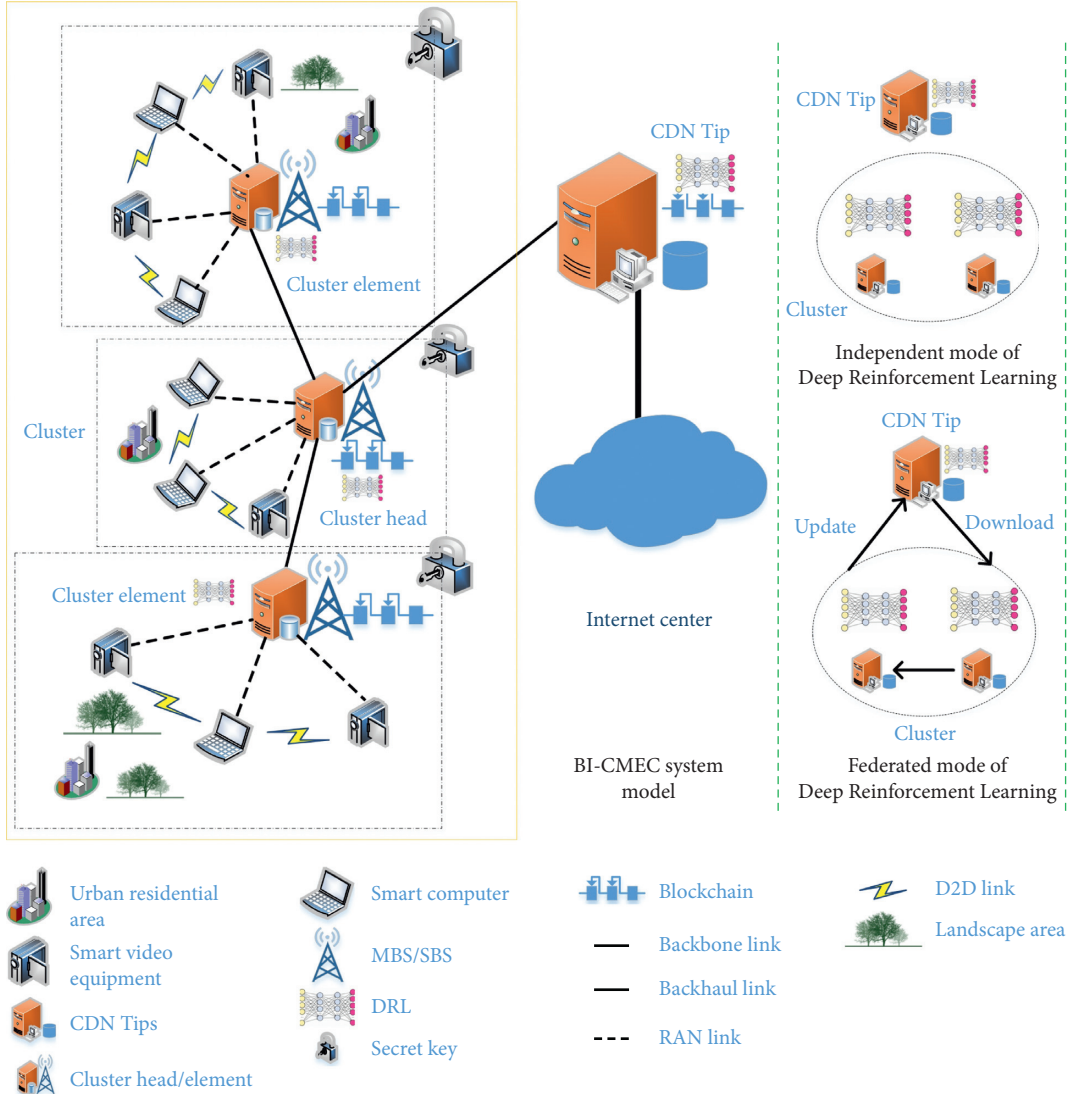 Cluster element
Cluster
Cluster head
Cluster element
CDN Tip
Internet center
BI-CMEC system
model
CDN Tip
Cluster
Independent mode of
Deep Reinforcement Learning
CDN Tip
Update
Download
Cluster
Federated mode of
Deep Reinforcement Learning
Urban residential
area
Smart video
equipment
CDN Tips
Cluster head/element
Smart computer
MBS/SBS
DRL
Secret key
Blockchain
Backbone link
Backhaul link
RAN link
D2D link
Landscape area